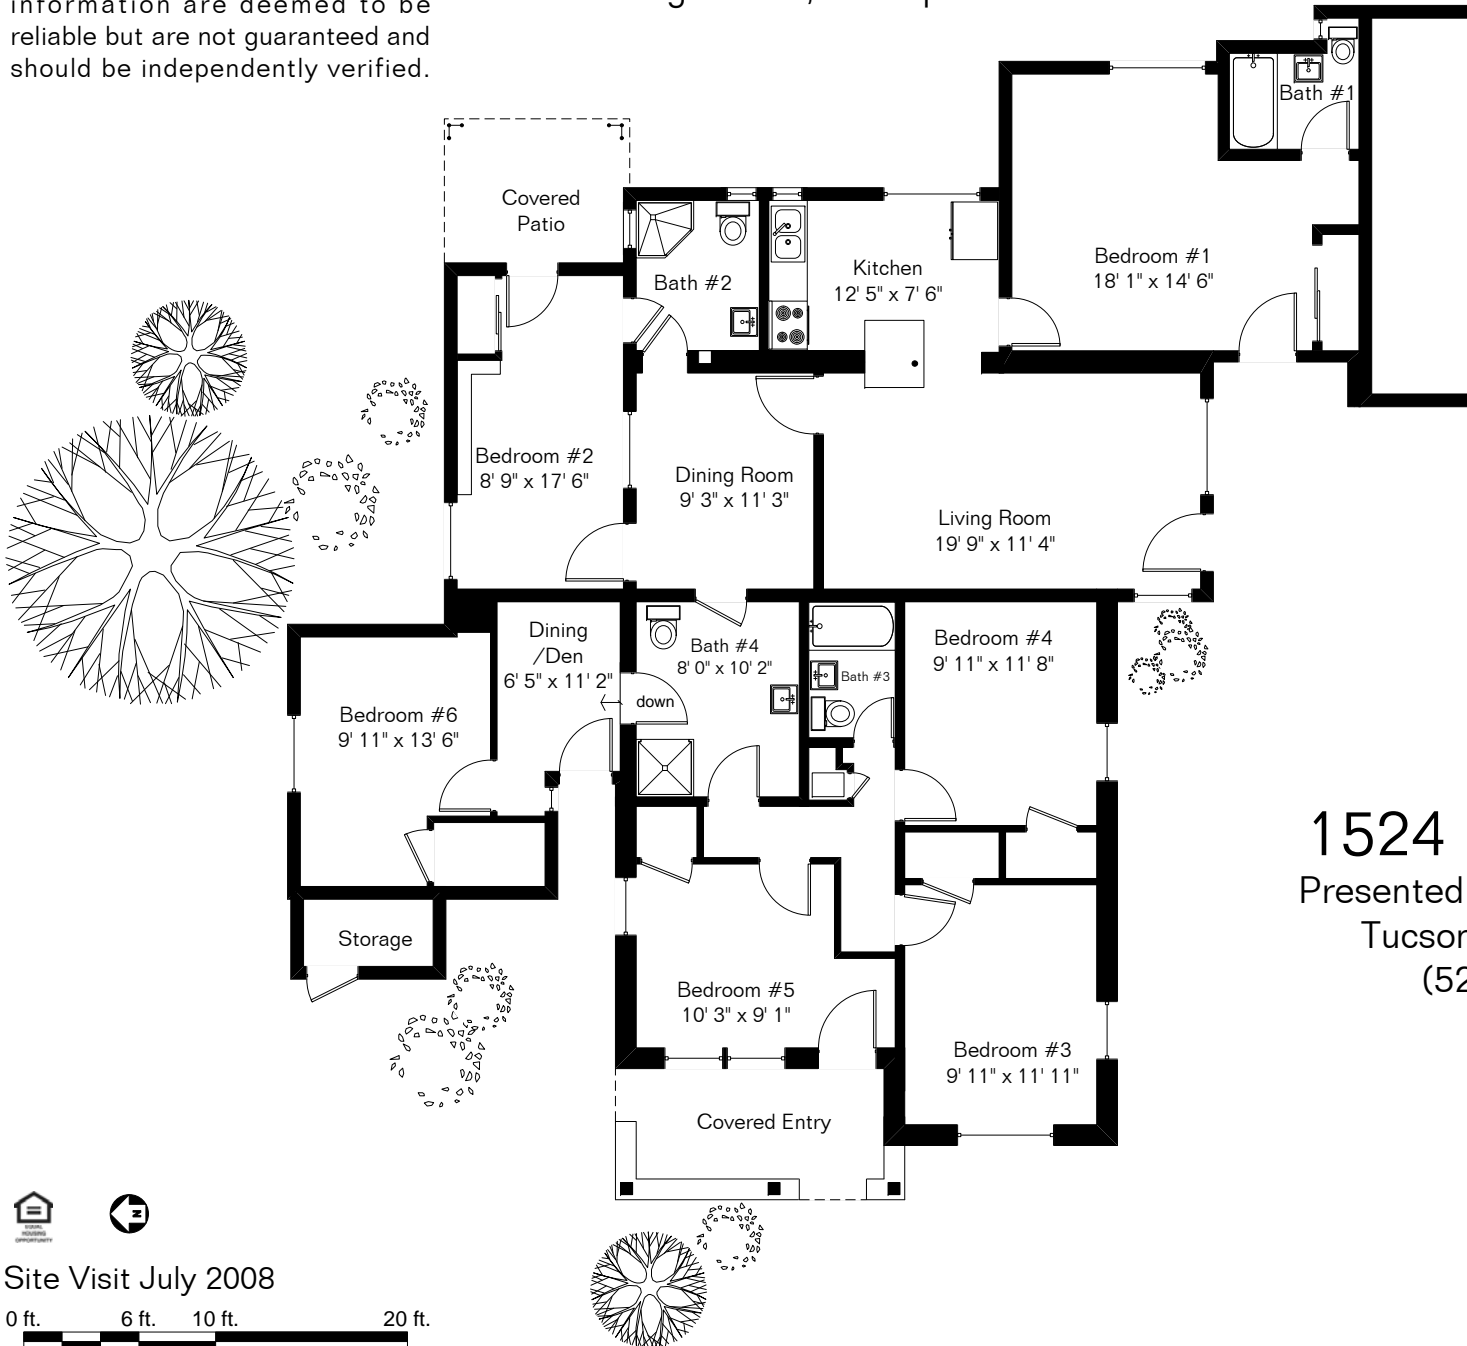 information are deemed to be
reliable but are not guaranteed and
should be independently verified.
Bath #1
Covered
Patio
Bath #2
Kitchen
12' 5" x 7' 6"
Bedroom #1
18' 1" x 14' 6"
Bedroom #2
8' 9" x 17' 6"
Dining Room
9' 3" x 11' 3"
Living Room
19' 9" x 11' 4"
Dining
/Den
6' 5" x 11' 2"
Bath #4
8' 0" x 10' 2"
down
Bath #3
Bedroom #4
9' 11" x 11' 8"
Bedroom #6
9' 11" x 13' 6"
1524
Presented
Tucson
(52
Storage
Bedroom #5
10' 3" x 9' 1"
Bedroom #3
9' 11" x 11' 11"
Covered Entry
EQUAL
HOUSING
OPPORTUNITY
N
Site Visit July 2008
0 ft. 6 ft. 10 ft. 20 ft.